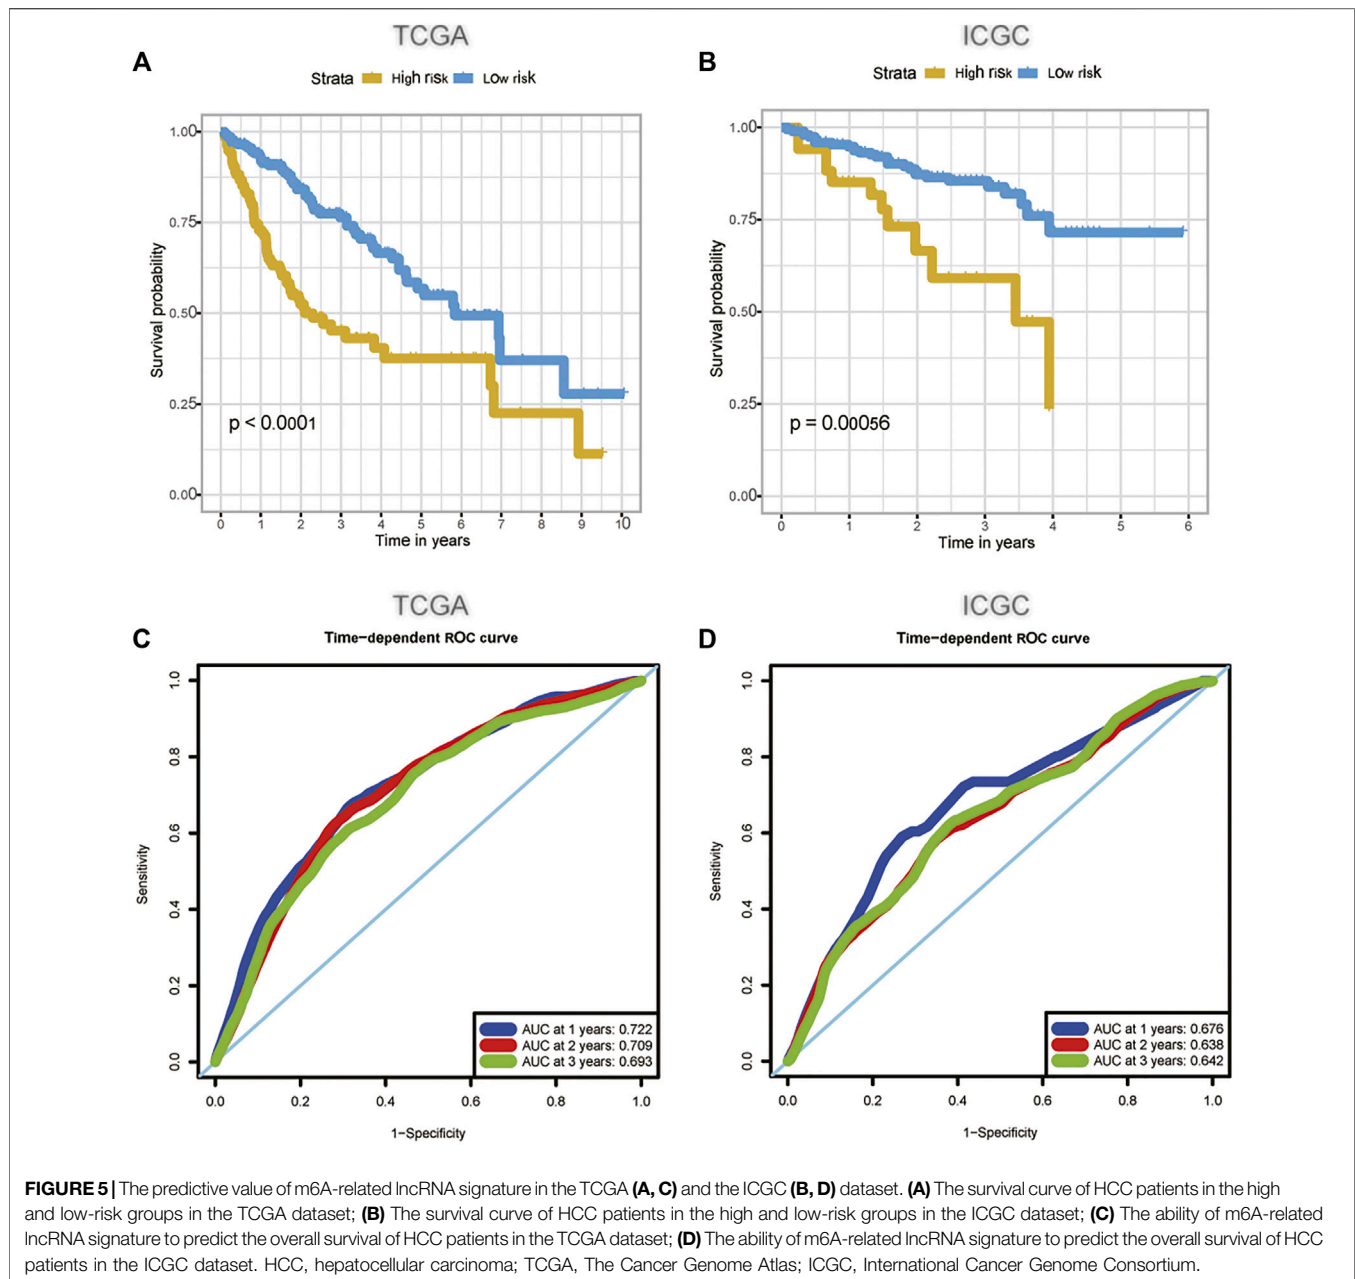 TCGA
ICGC
A
B
Strata High risk Low risk
Strata High risk Low risk
Survival probability
1.00
0.75
0.50
0.25
0.00
p < 0.0001
0 1 2 3 4 5 6 7 8 9 10
Time in years
Survival probability
1.00
0.75
0.50
0.25
0.00
p = 0.00056
0 1 2 3 4 5 6
Time in years
TCGA
ICGC
C
D
Time-dependent ROC curve
Time-dependent ROC curve
Sensitivity
1.0
0.8
0.6
0.4
0.2
0.0
AUC at 1 years: 0.722
AUC at 2 years: 0.709
AUC at 3 years: 0.693
0.0 0.2 0.4 0.6 0.8 1.0
1-Specificity
Sensitivity
1.0
0.8
0.6
0.4
0.2
0.0
AUC at 1 years: 0.676
AUC at 2 years: 0.638
AUC at 3 years: 0.642
0.0 0.2 0.4 0.6 0.8 1.0
1-Specificity
FIGURE 5 | The predictive value of m6A-related lncRNA signature in the TCGA (A, C) and the ICGC (B, D) dataset. (A) The survival curve of HCC patients in the high
and low-risk groups in the TCGA dataset; (B) The survival curve of HCC patients in the high and low-risk groups in the ICGC dataset; (C) The ability of m6A-related
lncRNA signature to predict the overall survival of HCC patients in the TCGA dataset; (D) The ability of m6A-related lncRNA signature to predict the overall survival of HCC
patients in the ICGC dataset. HCC, hepatocellular carcinoma; TCGA, The Cancer Genome Atlas; ICGC, International Cancer Genome Consortium.